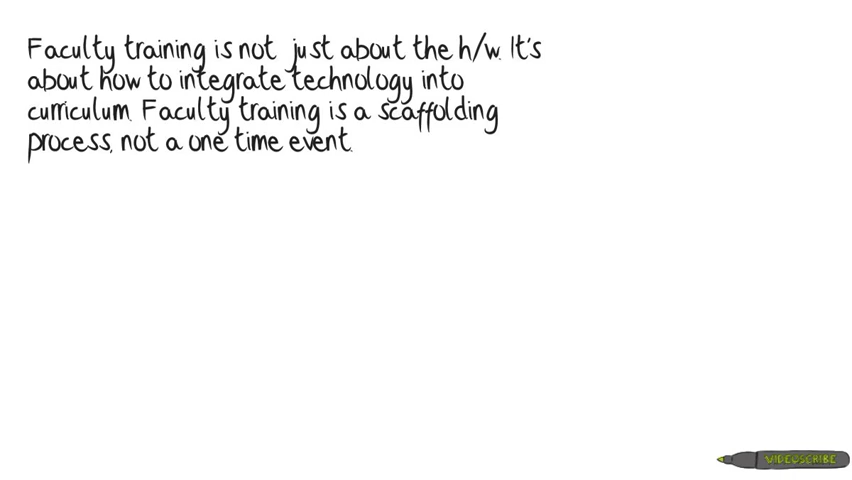 Faculty training is not just about the h/w. It's
about how to integrate technology into
curriculum. Faculty training is a scaffolding
process, not a one time event.
VIDEOSCRIBE